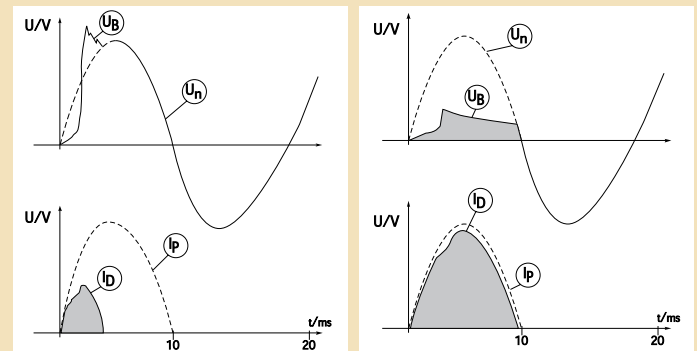 U/V
U_B
U_n
U/V
I_P
I_D
t/ms
10
20
U/V
U_n
U_B
U/V
I_D
I_P
t/ms
10
20